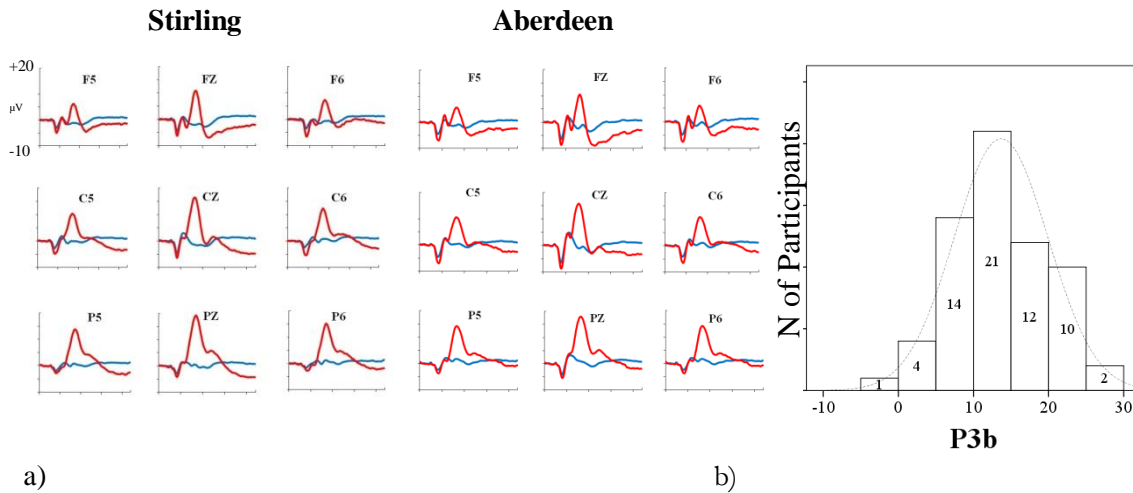 Stirling
Aberdeen
+20
µV
-10
F5
FZ
F6
C5
CZ
C6
P5
PZ
P6
F5
FZ
F6
C5
CZ
C6
P5
PZ
P6
N of Participants
1
4
14
21
12
10
2
-10
0
10
20
30
P3b
a)
b)